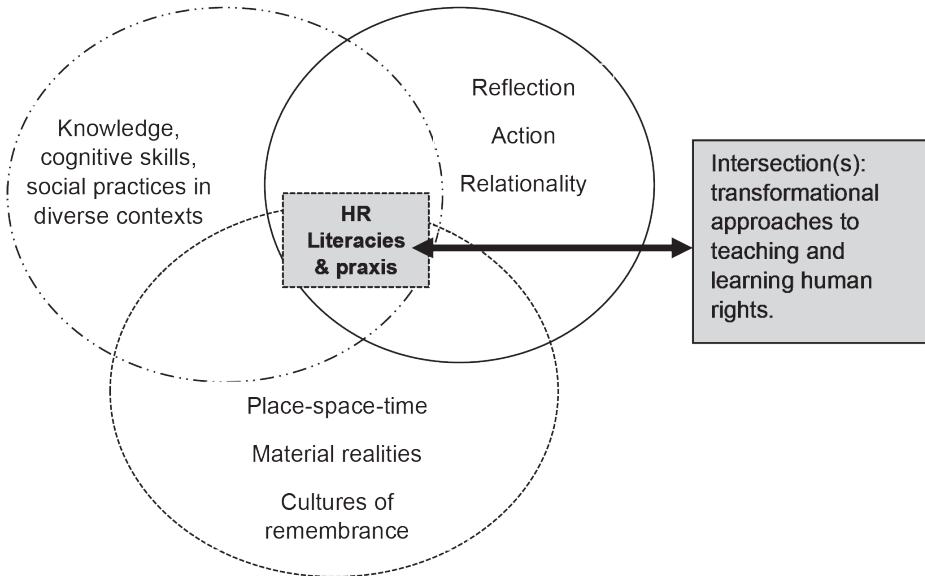 Knowledge,
cognitive skills,
social practices in
diverse contexts
Reflection
Action
Relationality
HR
Literacies
& praxis
Intersection(s):
transformational
approaches to
teaching and
learning human
rights.
Place-space-time
Material realities
Cultures of
remembrance